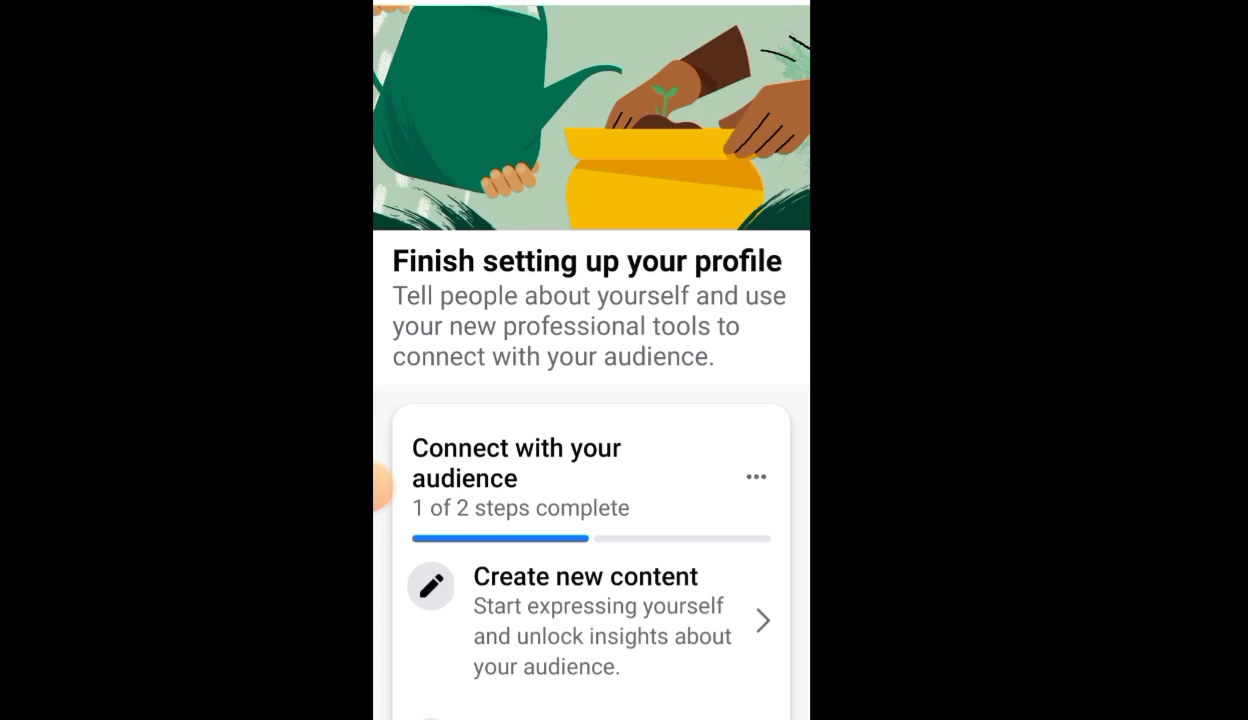 Finish setting up your profile
Tell people about yourself and use
your new professional tools to
connect with your audience.
Connect with your
audience
1 of 2 steps complete
Create new content
Start expressing yourself
and unlock insights about
your audience.